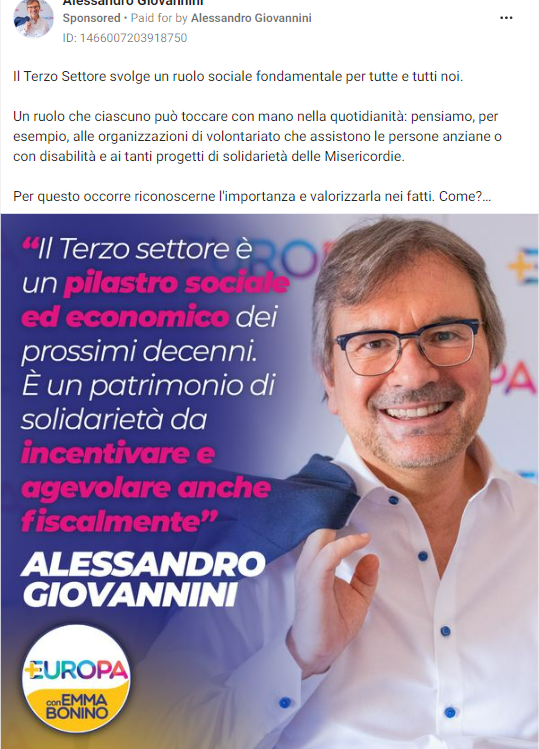 Alessandro Giovannini
Sponsored • Paid for by Alessandro Giovannini
ID: 1466007203918750
Il Terzo Settore svolge un ruolo sociale fondamentale per tutte e tutti noi.
Un ruolo che ciascuno può toccare con mano nella quotidianità: pensiamo, per
esempio, alle organizzazioni di volontariato che assistono le persone anziane o
con disabilità e ai tanti progetti di solidarietà delle Misericordie.
Per questo occorre riconoscerne l'importanza e valorizzarla nei fatti. Come?...
“Il Terzo settore è
un pilastro sociale
ed economico dei
prossimi decenni.
È un patrimonio di
solidarietà da
incentivare e
agevolare anche
fiscalmente”
ALESSANDRO
GIOVANNINI
+EUROPA
con EMMA
BONINO
EUROPA
+E
PA